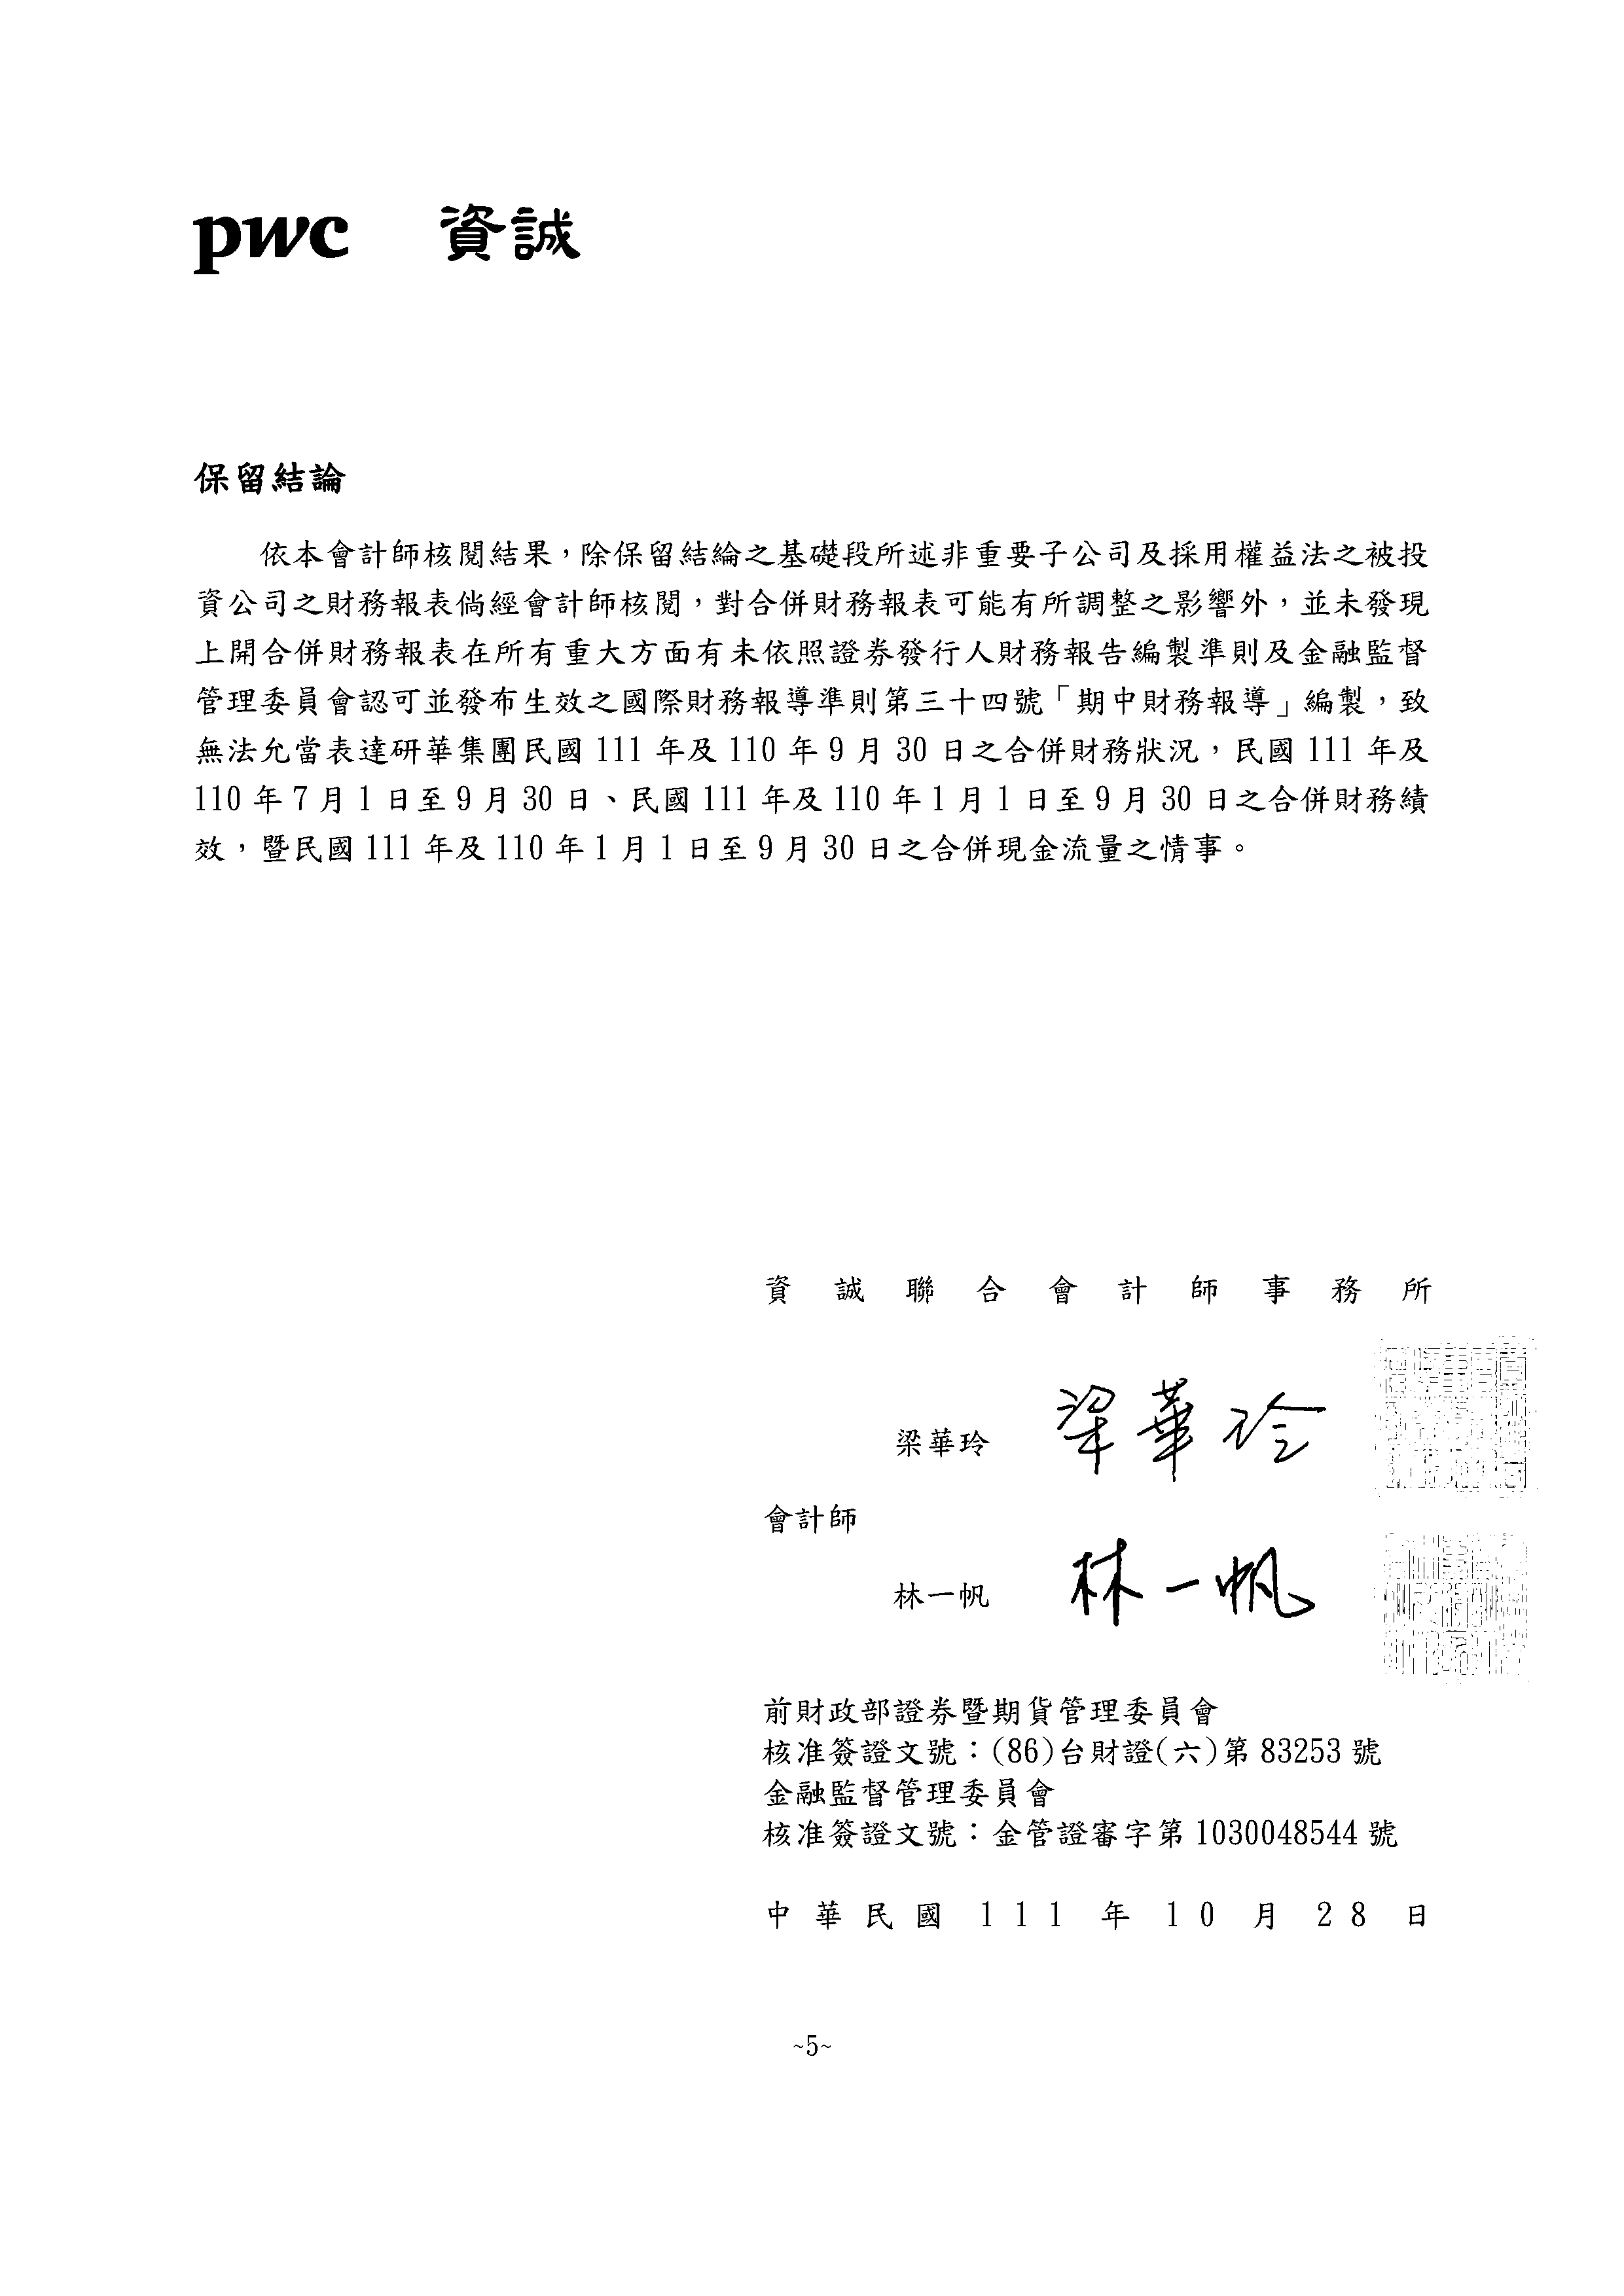 pwc 資誠
保留結論
依本會計師核閱結果，除保留結綸之基礎段所述非重要子公司及採用權益法之被投
資公司之財務報表倘經會計師核閱，對合併財務報表可能有所調整之影響外，並未發現
上開合併財務報表在所有重大方面有未依照證券發行人財務報告編製準則及金融監督
管理委員會認可並發布生效之國際財務報導準則第三十四號「期中財務報導」編製，致
無法允當表達研華集團民國 111 年及 110 年 9 月 30 日之合併財務狀況，民國 111 年及
110 年 7 月 1 日至 9 月 30 日、民國 111 年及 110 年 1 月 1 日至 9 月 30 日之合併財務績
效，暨民國 111 年及 110 年 1 月 1 日至 9 月 30 日之合併現金流量之情事。
資誠聯合會計師事務所
梁華玲 梁華玲
會計師
林一帆 林一帆
前財政部證券暨期貨管理委員會
核准簽證文號：(86)台財證(六)第 83253 號
金融監督管理委員會
核准簽證文號：金管證審字第 1030048544 號
中華民國 111 年 10 月 28 日
~5~